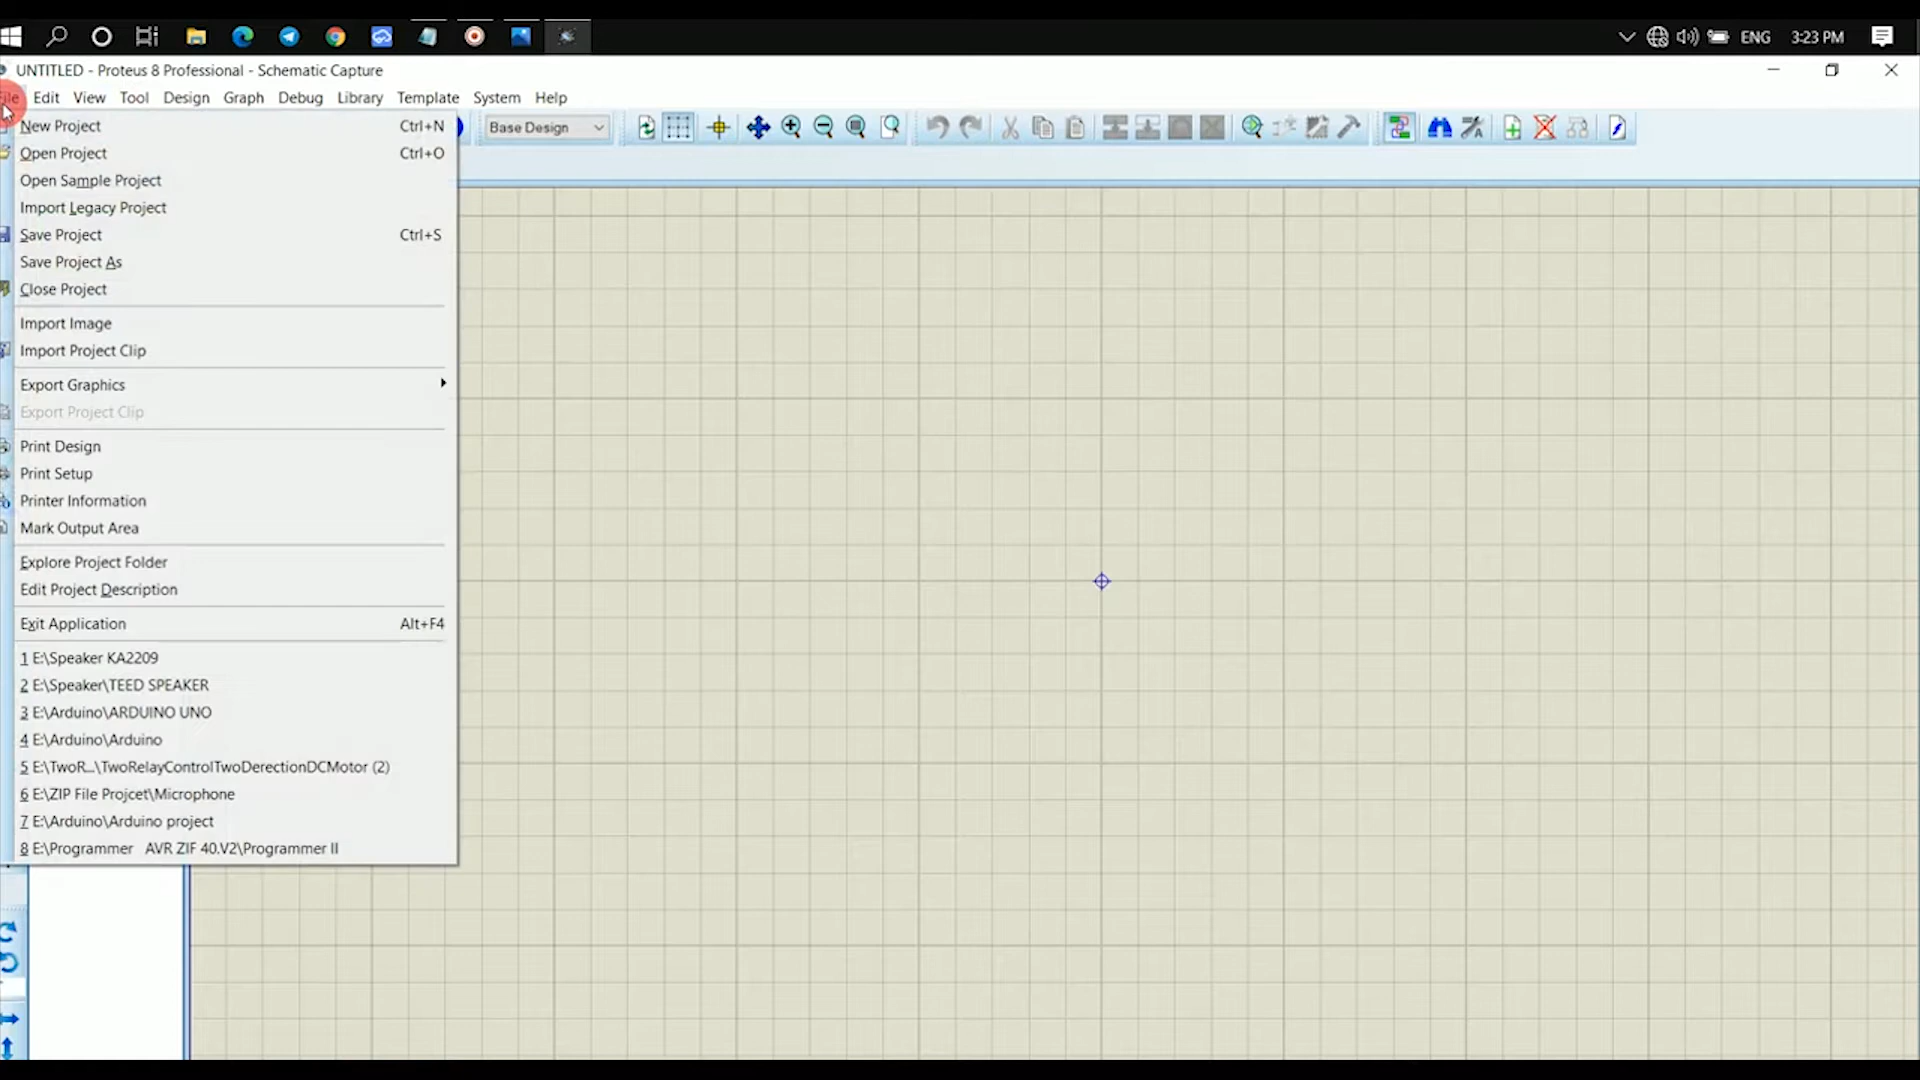 ENG 3:23 PM
UNTITLED - Proteus 8 Professional - Schematic Capture
File Edit View Tool Design Graph Debug Library Template System Help
Base Design
New Project Ctrl+N
Open Project Ctrl+O
Open Sample Project
Import Legacy Project
Save Project Ctrl+S
Save Project As
Close Project
Import Image
Import Project Clip
Export Graphics
Export Project Clip
Print Design
Print Setup
Printer Information
Mark Output Area
Explore Project Folder
Edit Project Description
Exit Application Alt+F4
1 E:\Speaker KA2209
2 E:\Speaker\TEED SPEAKER
3 E:\Arduino\ARDUINO UNO
4 E:\Arduino\Arduino
5 E:\TwoR...\TwoRelayControlTwoDerectionDCMotor (2)
6 E:\ZIP File Projcet\Microphone
7 E:\Arduino\Arduino project
8 E:\Programmer AVR ZIF 40.V2\Programmer II